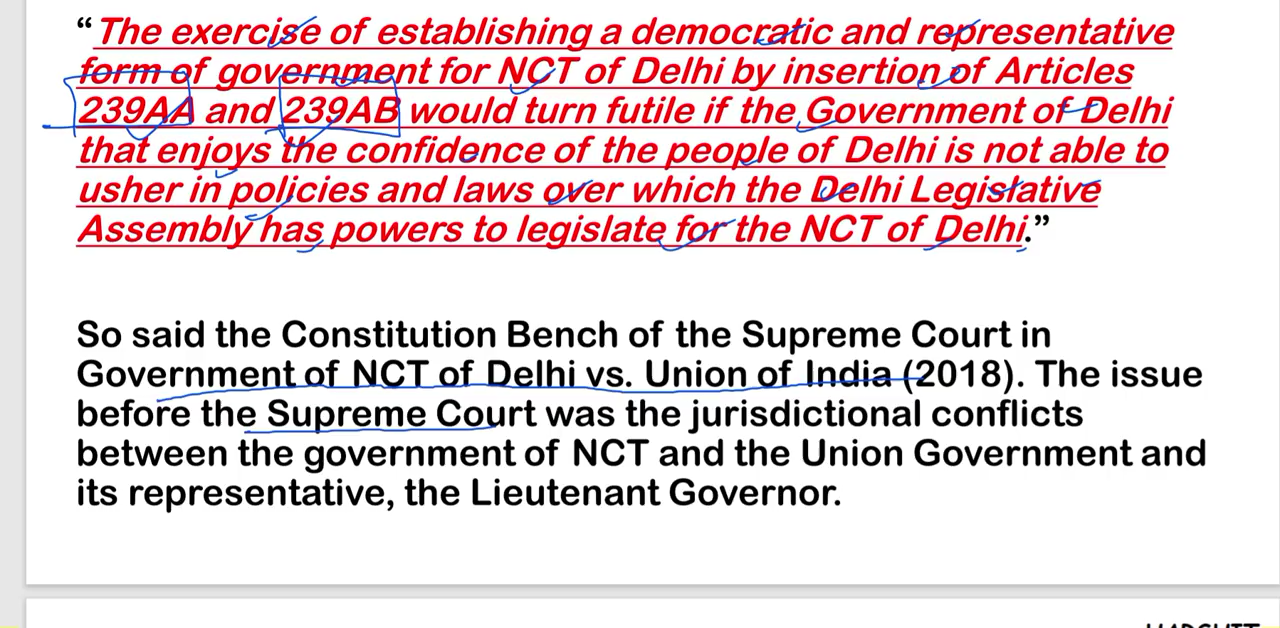 “The exercise of establishing a democratic and representative
form of government for NCT of Delhi by insertion of Articles
239AA and 239AB would turn futile if the Government of Delhi
that enjoys the confidence of the people of Delhi is not able to
usher in policies and laws over which the Delhi Legislative
Assembly has powers to legislate for the NCT of Delhi.”
So said the Constitution Bench of the Supreme Court in
Government of NCT of Delhi vs. Union of India (2018). The issue
before the Supreme Court was the jurisdictional conflicts
between the government of NCT and the Union Government and
its representative, the Lieutenant Governor.